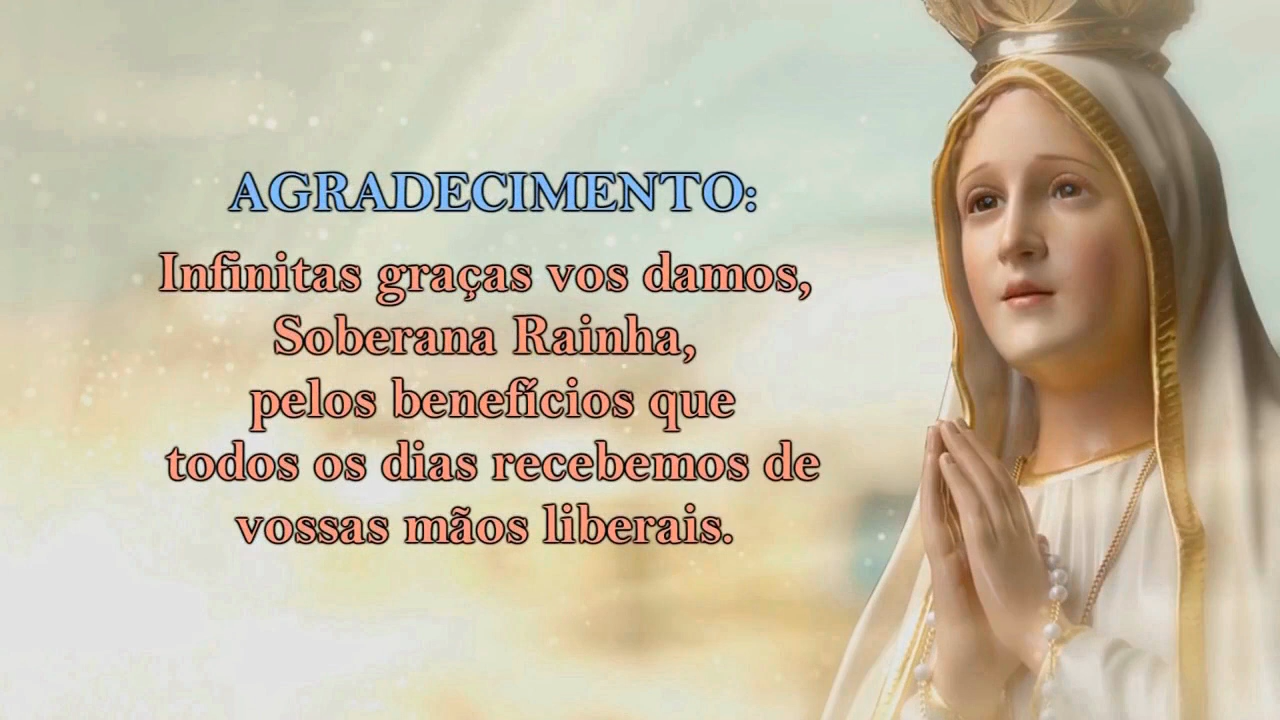 AGRADECIMENTO:
Infinitas graças vos damos,
Soberana Rainha,
pelos benefícios que
todos os dias recebemos de
vossas mãos liberais.